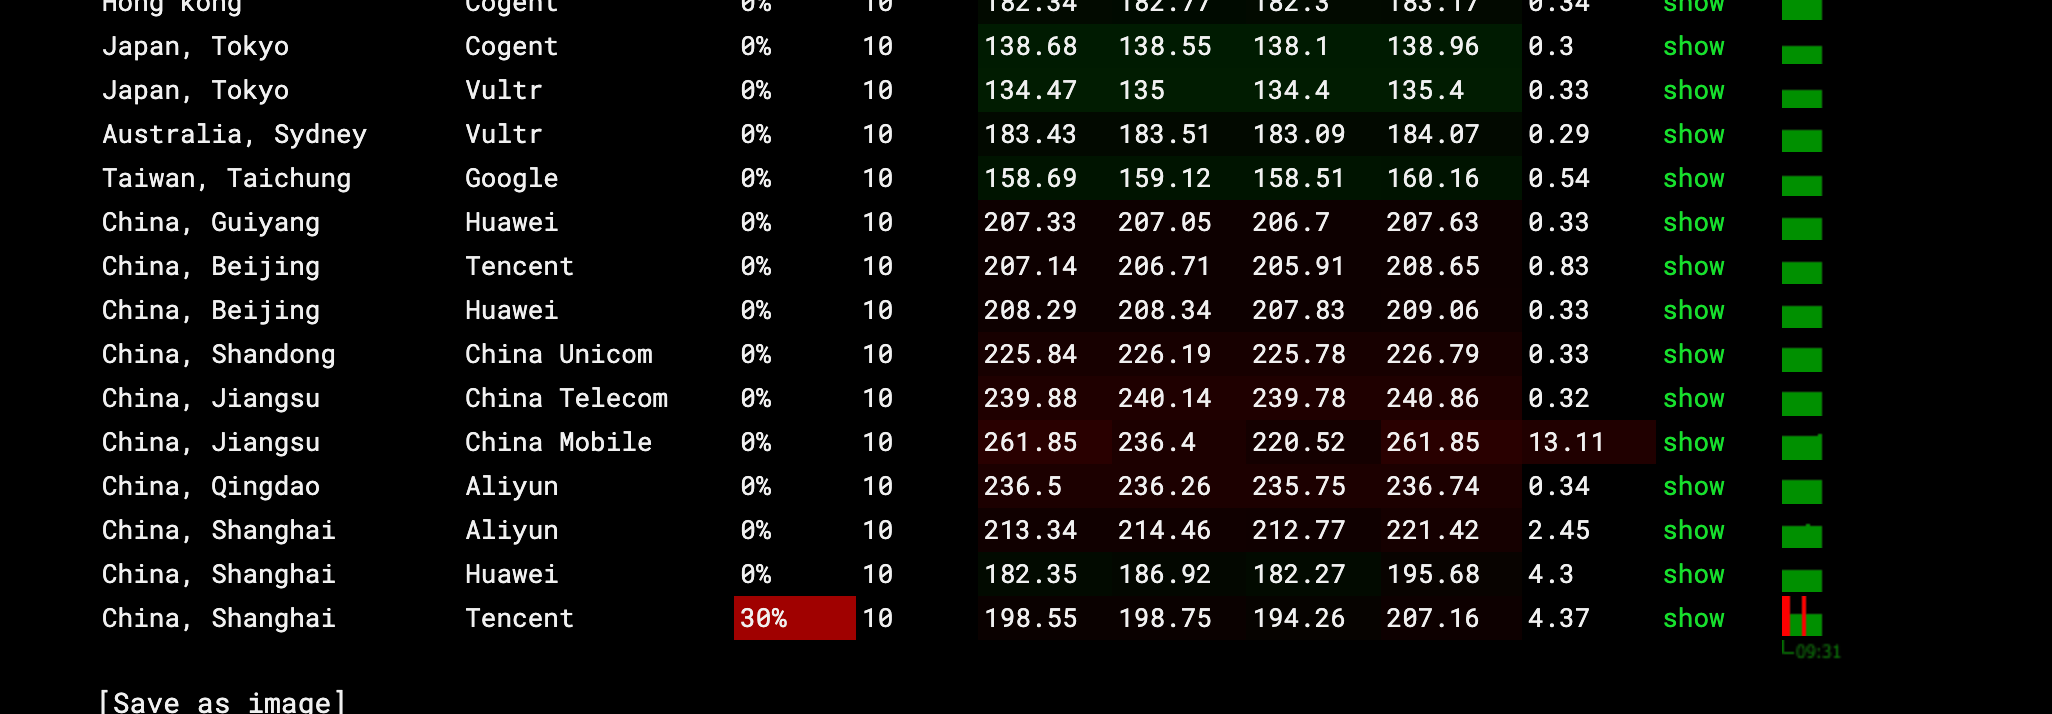 Hong kong Cogent 0% 10 182.34 182.77 182.3 183.17 0.34 show
Japan, Tokyo Cogent 0% 10 138.68 138.55 138.1 138.96 0.3 show
Japan, Tokyo Vultr 0% 10 134.47 135 134.4 135.4 0.33 show
Australia, Sydney Vultr 0% 10 183.43 183.51 183.09 184.07 0.29 show
Taiwan, Taichung Google 0% 10 158.69 159.12 158.51 160.16 0.54 show
China, Guiyang Huawei 0% 10 207.33 207.05 206.7 207.63 0.33 show
China, Beijing Tencent 0% 10 207.14 206.71 205.91 208.65 0.83 show
China, Beijing Huawei 0% 10 208.29 208.34 207.83 209.06 0.33 show
China, Shandong China Unicom 0% 10 225.84 226.19 225.78 226.79 0.33 show
China, Jiangsu China Telecom 0% 10 239.88 240.14 239.78 240.86 0.32 show
China, Jiangsu China Mobile 0% 10 261.85 236.4 220.52 261.85 13.11 show
China, Qingdao Aliyun 0% 10 236.5 236.26 235.75 236.74 0.34 show
China, Shanghai Aliyun 0% 10 213.34 214.46 212.77 221.42 2.45 show
China, Shanghai Huawei 0% 10 182.35 186.92 182.27 195.68 4.3 show
China, Shanghai Tencent 30% 10 198.55 198.75 194.26 207.16 4.37 show
09:31
[Save as image]